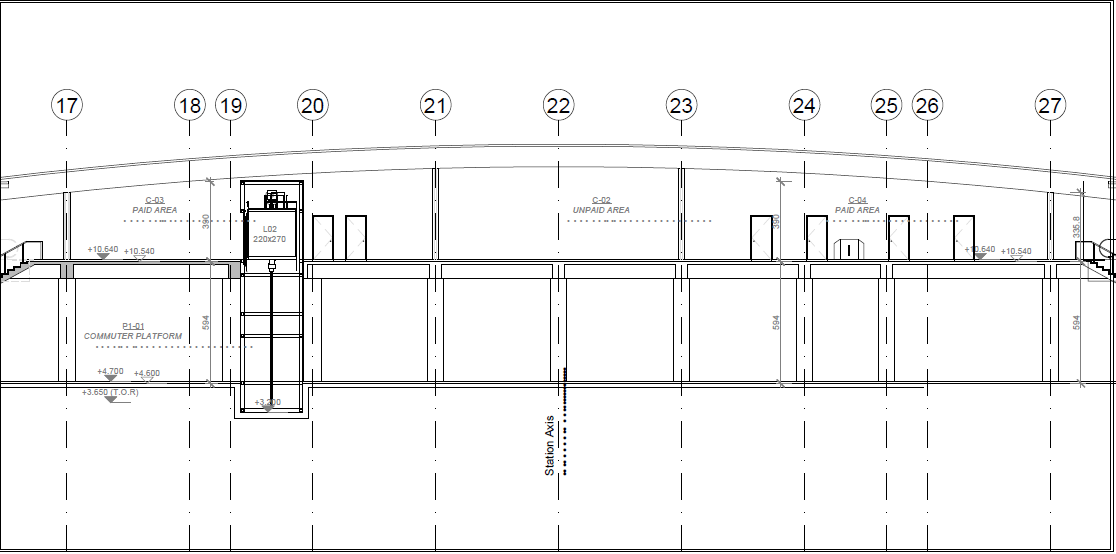 17 18 19 20 21 22 23 24 25 26 27
C-03
PAID AREA
C-02
UNPAID AREA
C-04
PAID AREA
390
L02
220x270
390
335.8
+10.640 +10.540
+10.640 +10.540
594
594
594
P1-01
COMMUTER PLATFORM
+4.700 +4.600
+3.650 (T.O.R)
+3.200
Station Axis